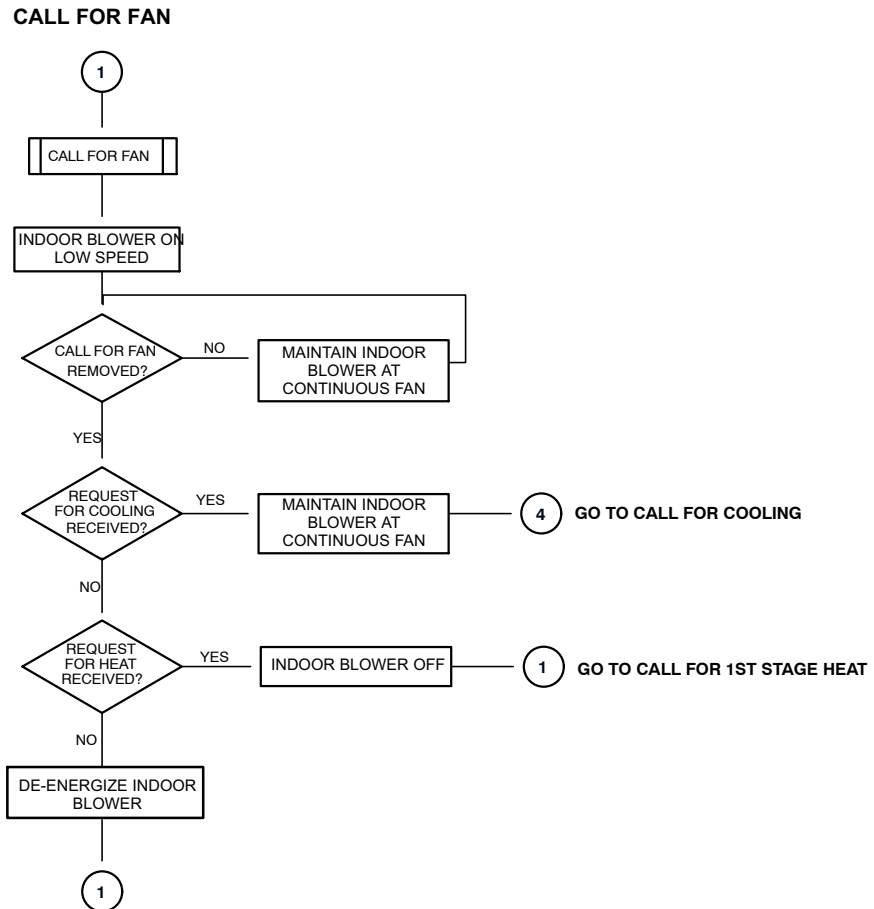 CALL FOR FAN
1
CALL FOR FAN
INDOOR BLOWER ON
LOW SPEED
CALL FOR FAN
REMOVED?
NO
MAINTAIN INDOOR
BLOWER AT
CONTINUOUS FAN
YES
REQUEST
FOR COOLING
RECEIVED?
YES
MAINTAIN INDOOR
BLOWER AT
CONTINUOUS FAN
4
GO TO CALL FOR COOLING
NO
REQUEST
FOR HEAT
RECEIVED?
YES
INDOOR BLOWER OFF
1
GO TO CALL FOR 1ST STAGE HEAT
NO
DE-ENERGIZE INDOOR
BLOWER
1